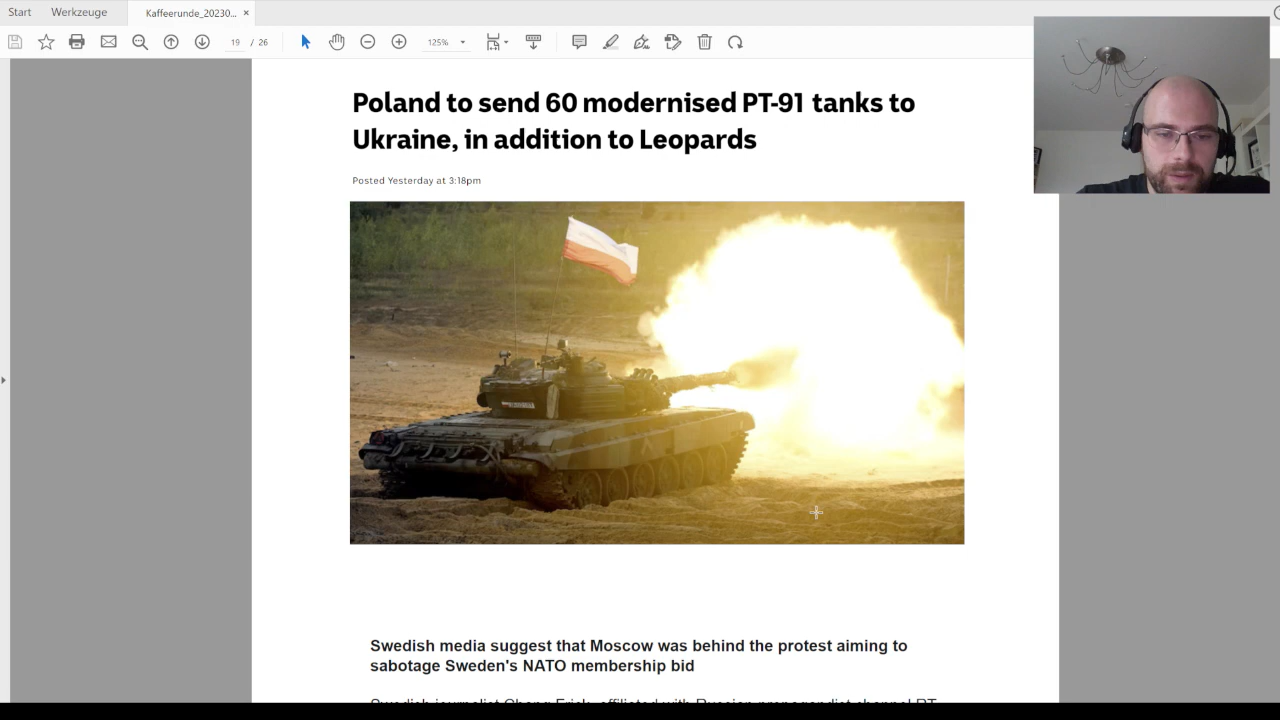 Start Werkzeuge Kaffeerunde_20230... ×
19 / 26 125%
Poland to send 60 modernised PT-91 tanks to
Ukraine, in addition to Leopards
Posted Yesterday at 3:18pm
Swedish media suggest that Moscow was behind the protest aiming to
sabotage Sweden's NATO membership bid